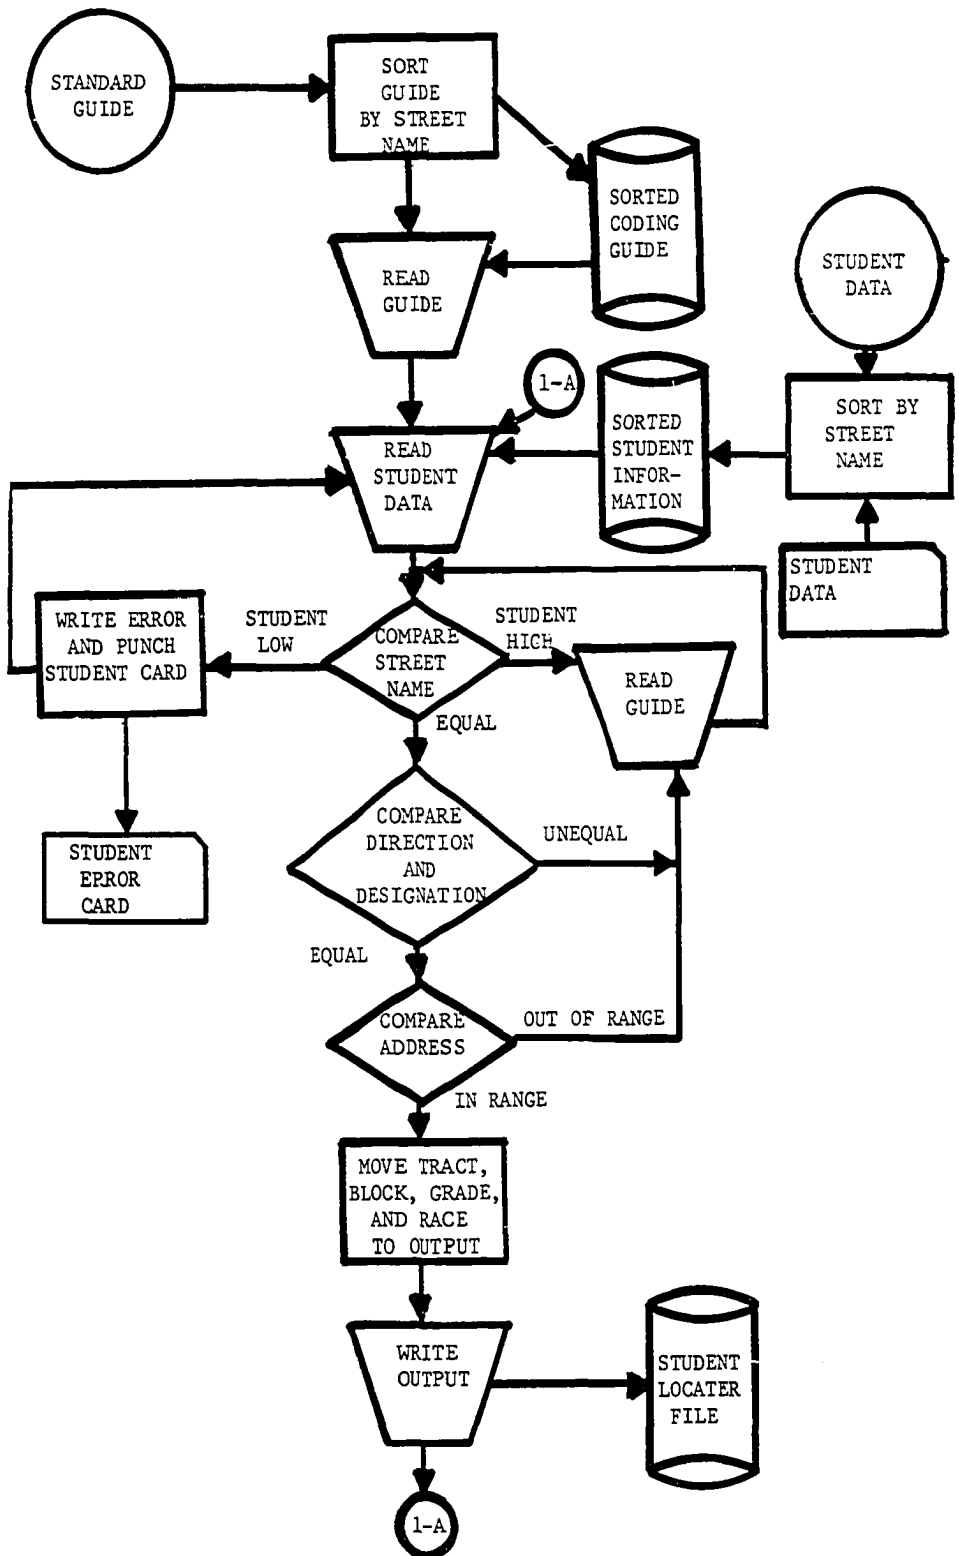 STANDARD
GUIDE
SORT
GUIDE
BY STREET
NAME
SORTED
CODING
GUIDE
STUDENT
DATA
READ
GUIDE
1-A
SORT BY
STREET
NAME
SORTED
STUDENT
INFOR-
MATION
READ
STUDENT
DATA
STUDENT
DATA
WRITE ERROR
AND PUNCH
STUDENT CARD
STUDENT
LOW
COMPARE
STREET
NAME
STUDENT
HIGH
READ
GUIDE
EQUAL
COMPARE
DIRECTION
AND
DESIGNATION
UNEQUAL
STUDENT
ERROR
CARD
EQUAL
COMPARE
ADDRESS
OUT OF RANGE
IN RANGE
MOVE TRACT,
BLOCK, GRADE,
AND RACE
TO OUTPUT
WRITE
OUTPUT
STUDENT
LOCATER
FILE
1-A